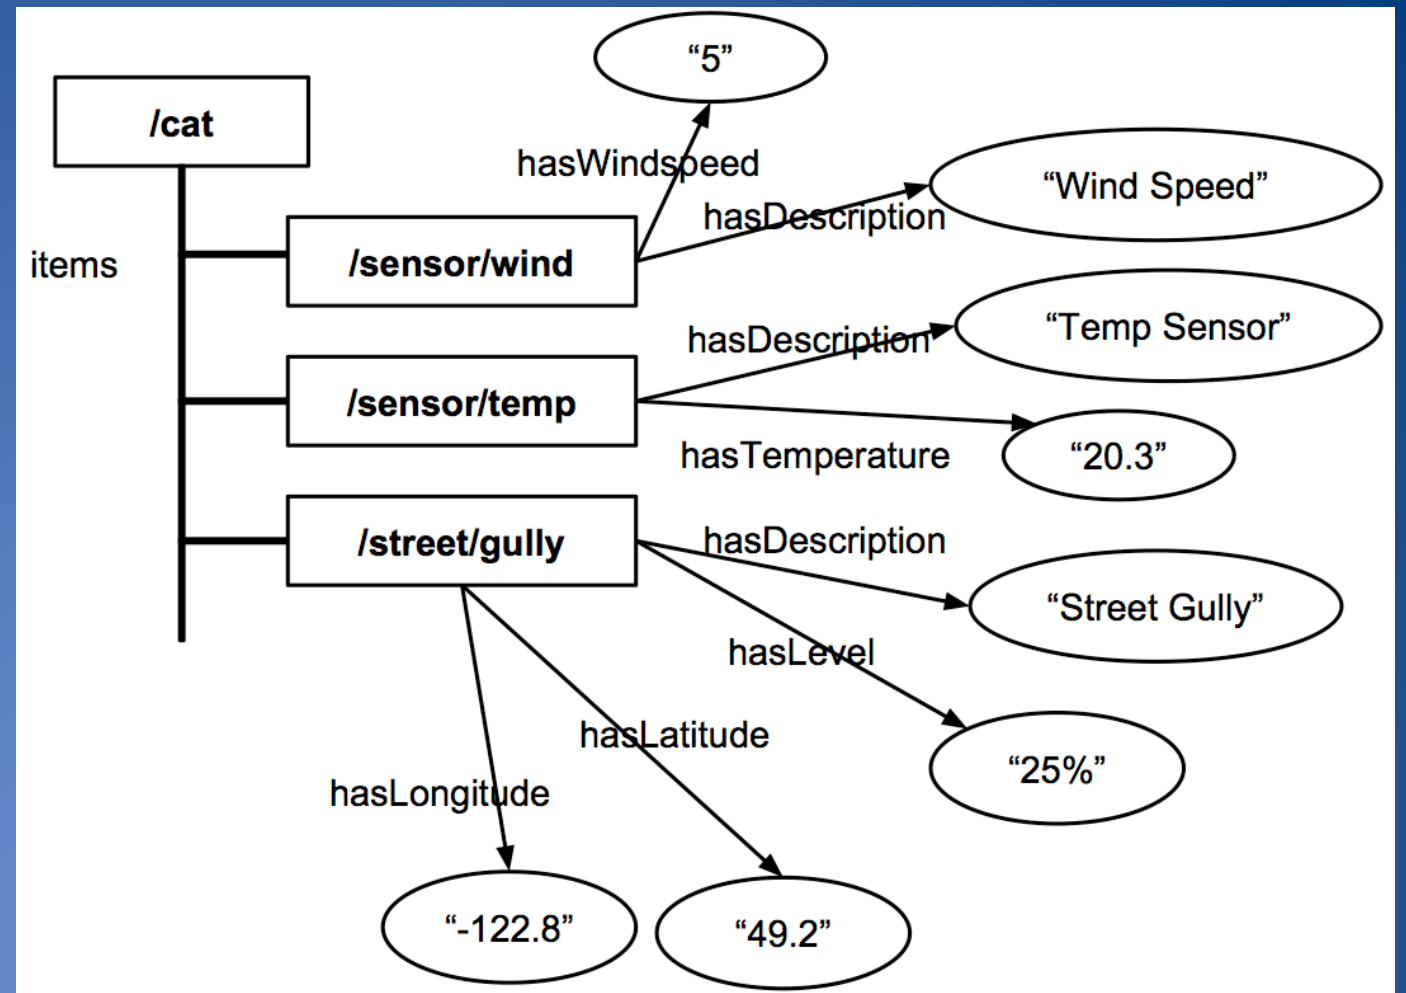 “5”
/cat
hasWindspeed
“Wind Speed”
hasDescription
items
/sensor/wind
“Temp Sensor”
hasDescription
/sensor/temp
hasTemperature
“20.3”
/street/gully
hasDescription
“Street Gully”
hasLevel
hasLatitude
“25%”
hasLongitude
“-122.8”
“49.2”